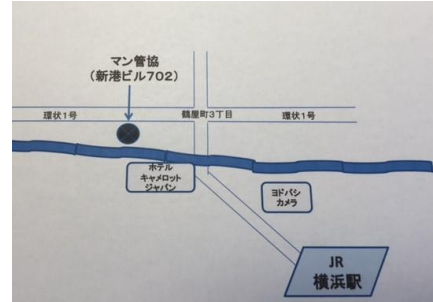 マン管協
（新港ビル702）
環状1号
鶴屋町3丁目
環状1号
ホテル
キャメロット
ジャパン
ヨドバシ
カメラ
JR
横浜駅